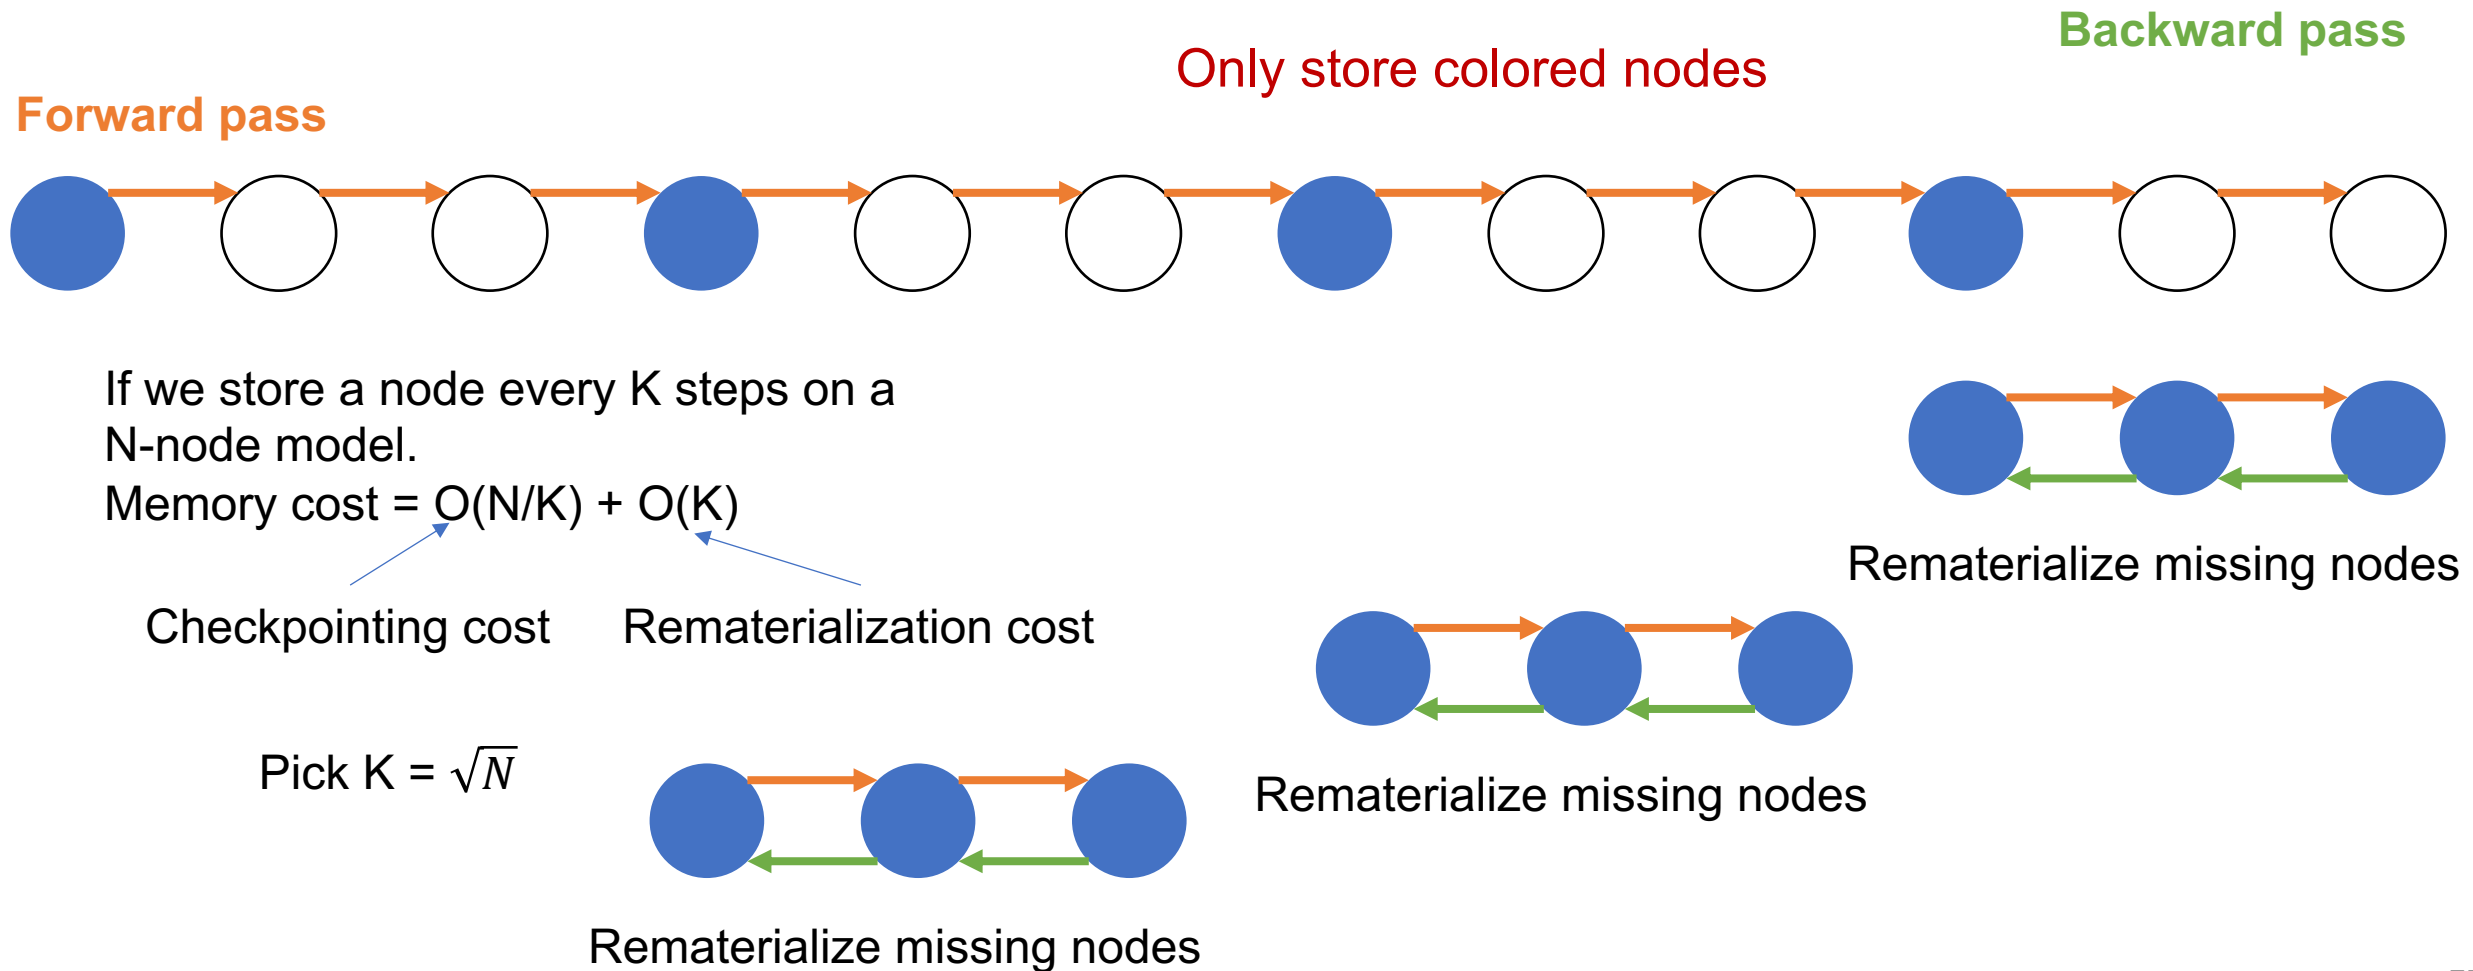 Backward pass
Only store colored nodes
Forward pass
If we store a node every K steps on a
N-node model.
Memory cost = O(N/K) + O(K)
Checkpointing cost
Rematerialization cost
Pick K = √N
Rematerialize missing nodes
Rematerialize missing nodes
Rematerialize missing nodes